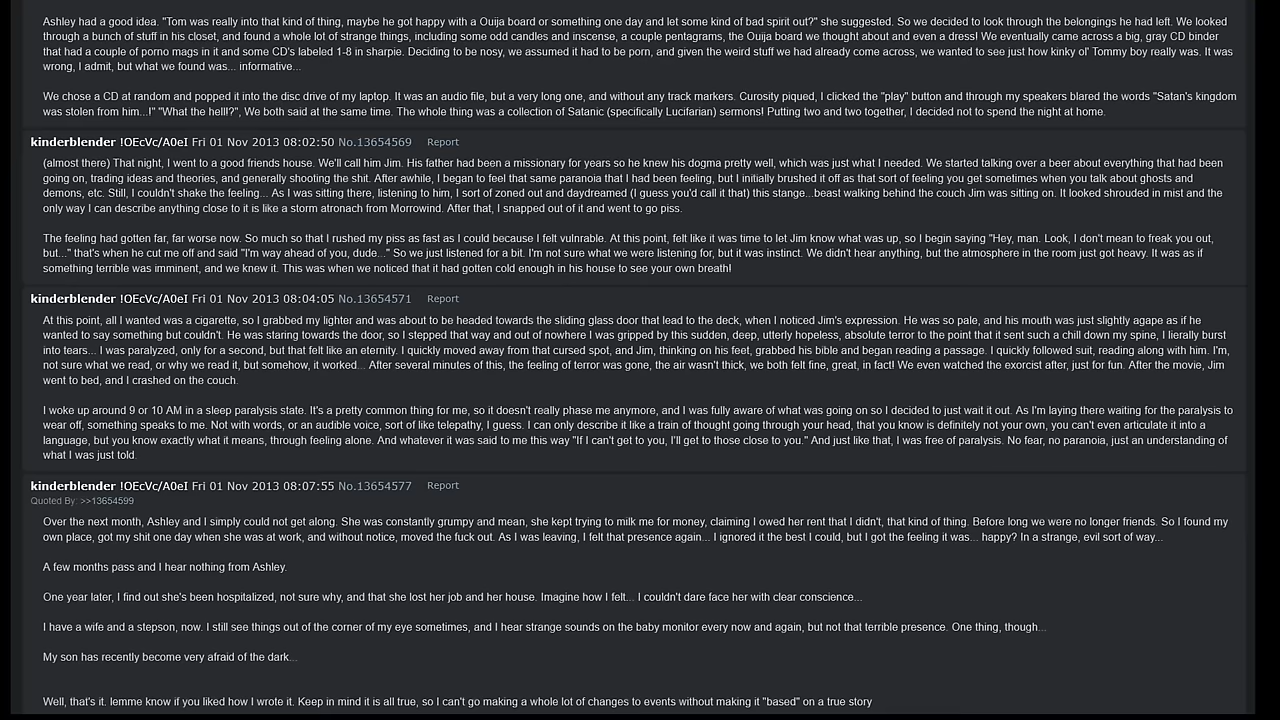 Ashley had a good idea. "Tom was really into that kind of thing, maybe he got happy with a Ouija board or something one day and let some kind of bad spirit out?" she suggested. So we decided to look through the belongings he had left. We looked
through a bunch of stuff in his closet, and found a whole lot of strange things, including some odd candles and inscense, a couple pentagrams, the Ouija board we thought about and even a dress! We eventually came across a big, gray CD binder
that had a couple of porno mags in it and some CD's labeled 1-8 in sharpie. Deciding to be nosy, we assumed it had to be porn, and given the weird stuff we had already come across, we wanted to see just how kinky ol' Tommy boy really was. It was
wrong, I admit, but what we found was... informative...
We chose a CD at random and popped it into the disc drive of my laptop. It was an audio file, but a very long one, and without any track markers. Curosity piqued, I clicked the "play" button and through my speakers blared the words "Satan's kingdom
was stolen from him...!" "What the hell!?", We both said at the same time. The whole thing was a collection of Satanic (specifically Lucifarian) sermons! Putting two and two together, I decided not to spend the night at home.
kinderblender !OEcVc/A0eI Fri 01 Nov 2013 08:02:50 No.13654569 Report
(almost there) That night, I went to a good friends house. We'll call him Jim. His father had been a missionary for years so he knew his dogma pretty well, which was just what I needed. We started talking over a beer about everything that had been
going on, trading ideas and theories, and generally shooting the shit. After awhile, I began to feel that same paranoia that I had been feeling, but I initially brushed it off as that sort of feeling you get sometimes when you talk about ghosts and
demons, etc. Still, I couldn't shake the feeling... As I was sitting there, listening to him, I sort of zoned out and daydreamed (I guess you'd call it that) this stange...beast walking behind the couch Jim was sitting on. It looked shrouded in mist and the
only way I can describe anything close to it is like a storm atronach from Morrowind. After that, I snapped out of it and went to go piss.
The feeling had gotten far, far worse now. So much so that I rushed my piss as fast as I could because I felt vulnrable. At this point, felt like it was time to let Jim know what was up, so I begin saying "Hey, man. Look, I don't mean to freak you out,
but..." that's when he cut me off and said "I'm way ahead of you, dude..." So we just listened for a bit. I'm not sure what we were listening for, but it was instinct. We didn't hear anything, but the atmosphere in the room just got heavy. It was as if
something terrible was imminent, and we knew it. This was when we noticed that it had gotten cold enough in his house to see your own breath!
kinderblender !OEcVc/A0eI Fri 01 Nov 2013 08:04:05 No.13654571 Report
At this point, all I wanted was a cigarette, so I grabbed my lighter and was about to be headed towards the sliding glass door that lead to the deck, when I noticed Jim's expression. He was so pale, and his mouth was just slightly agape as if he
wanted to say something but couldn't. He was staring towards the door, so I stepped that way and out of nowhere I was gripped by this sudden, deep, utterly hopeless, absolute terror to the point that it sent such a chill down my spine, I lierally burst
into tears... I was paralyzed, only for a second, but that felt like an eternity. I quickly moved away from that cursed spot, and Jim, thinking on his feet, grabbed his bible and began reading a passage. I quickly followed suit, reading along with him. I'm,
not sure what we read, or why we read it, but somehow, it worked... After several minutes of this, the feeling of terror was gone, the air wasn't thick, we both felt fine, great, in fact! We even watched the exorcist after, just for fun. After the movie, Jim
went to bed, and I crashed on the couch.
I woke up around 9 or 10 AM in a sleep paralysis state. It's a pretty common thing for me, so it doesn't really phase me anymore, and I was fully aware of what was going on so I decided to just wait it out. As I'm laying there waiting for the paralysis to
wear off, something speaks to me. Not with words, or an audible voice, sort of like telepathy, I guess. I can only describe it like a train of thought going through your head, that you know is definitely not your own, you can't even articulate it into a
language, but you know exactly what it means, through feeling alone. And whatever it was said to me this way "If I can't get to you, I'll get to those close to you." And just like that, I was free of paralysis. No fear, no paranoia, just an understanding of
what I was just told.
kinderblender !OEcVc/A0eI Fri 01 Nov 2013 08:07:55 No.13654577 Report
Quoted By: >>13654599
Over the next month, Ashley and I simply could not get along. She was constantly grumpy and mean, she kept trying to milk me for money, claiming I owed her rent that I didn't, that kind of thing. Before long we were no longer friends. So I found my
own place, got my shit one day when she was at work, and without notice, moved the fuck out. As I was leaving, I felt that presence again... I ignored it the best I could, but I got the feeling it was... happy? In a strange, evil sort of way...
A few months pass and I hear nothing from Ashley.
One year later, I find out she's been hospitalized, not sure why, and that she lost her job and her house. Imagine how I felt... I couldn't dare face her with clear conscience...
I have a wife and a stepson, now. I still see things out of the corner of my eye sometimes, and I hear strange sounds on the baby monitor every now and again, but not that terrible presence. One thing, though...
My son has recently become very afraid of the dark...
Well, that's it. lemme know if you liked how I wrote it. Keep in mind it is all true, so I can't go making a whole lot of changes to events without making it "based" on a true story